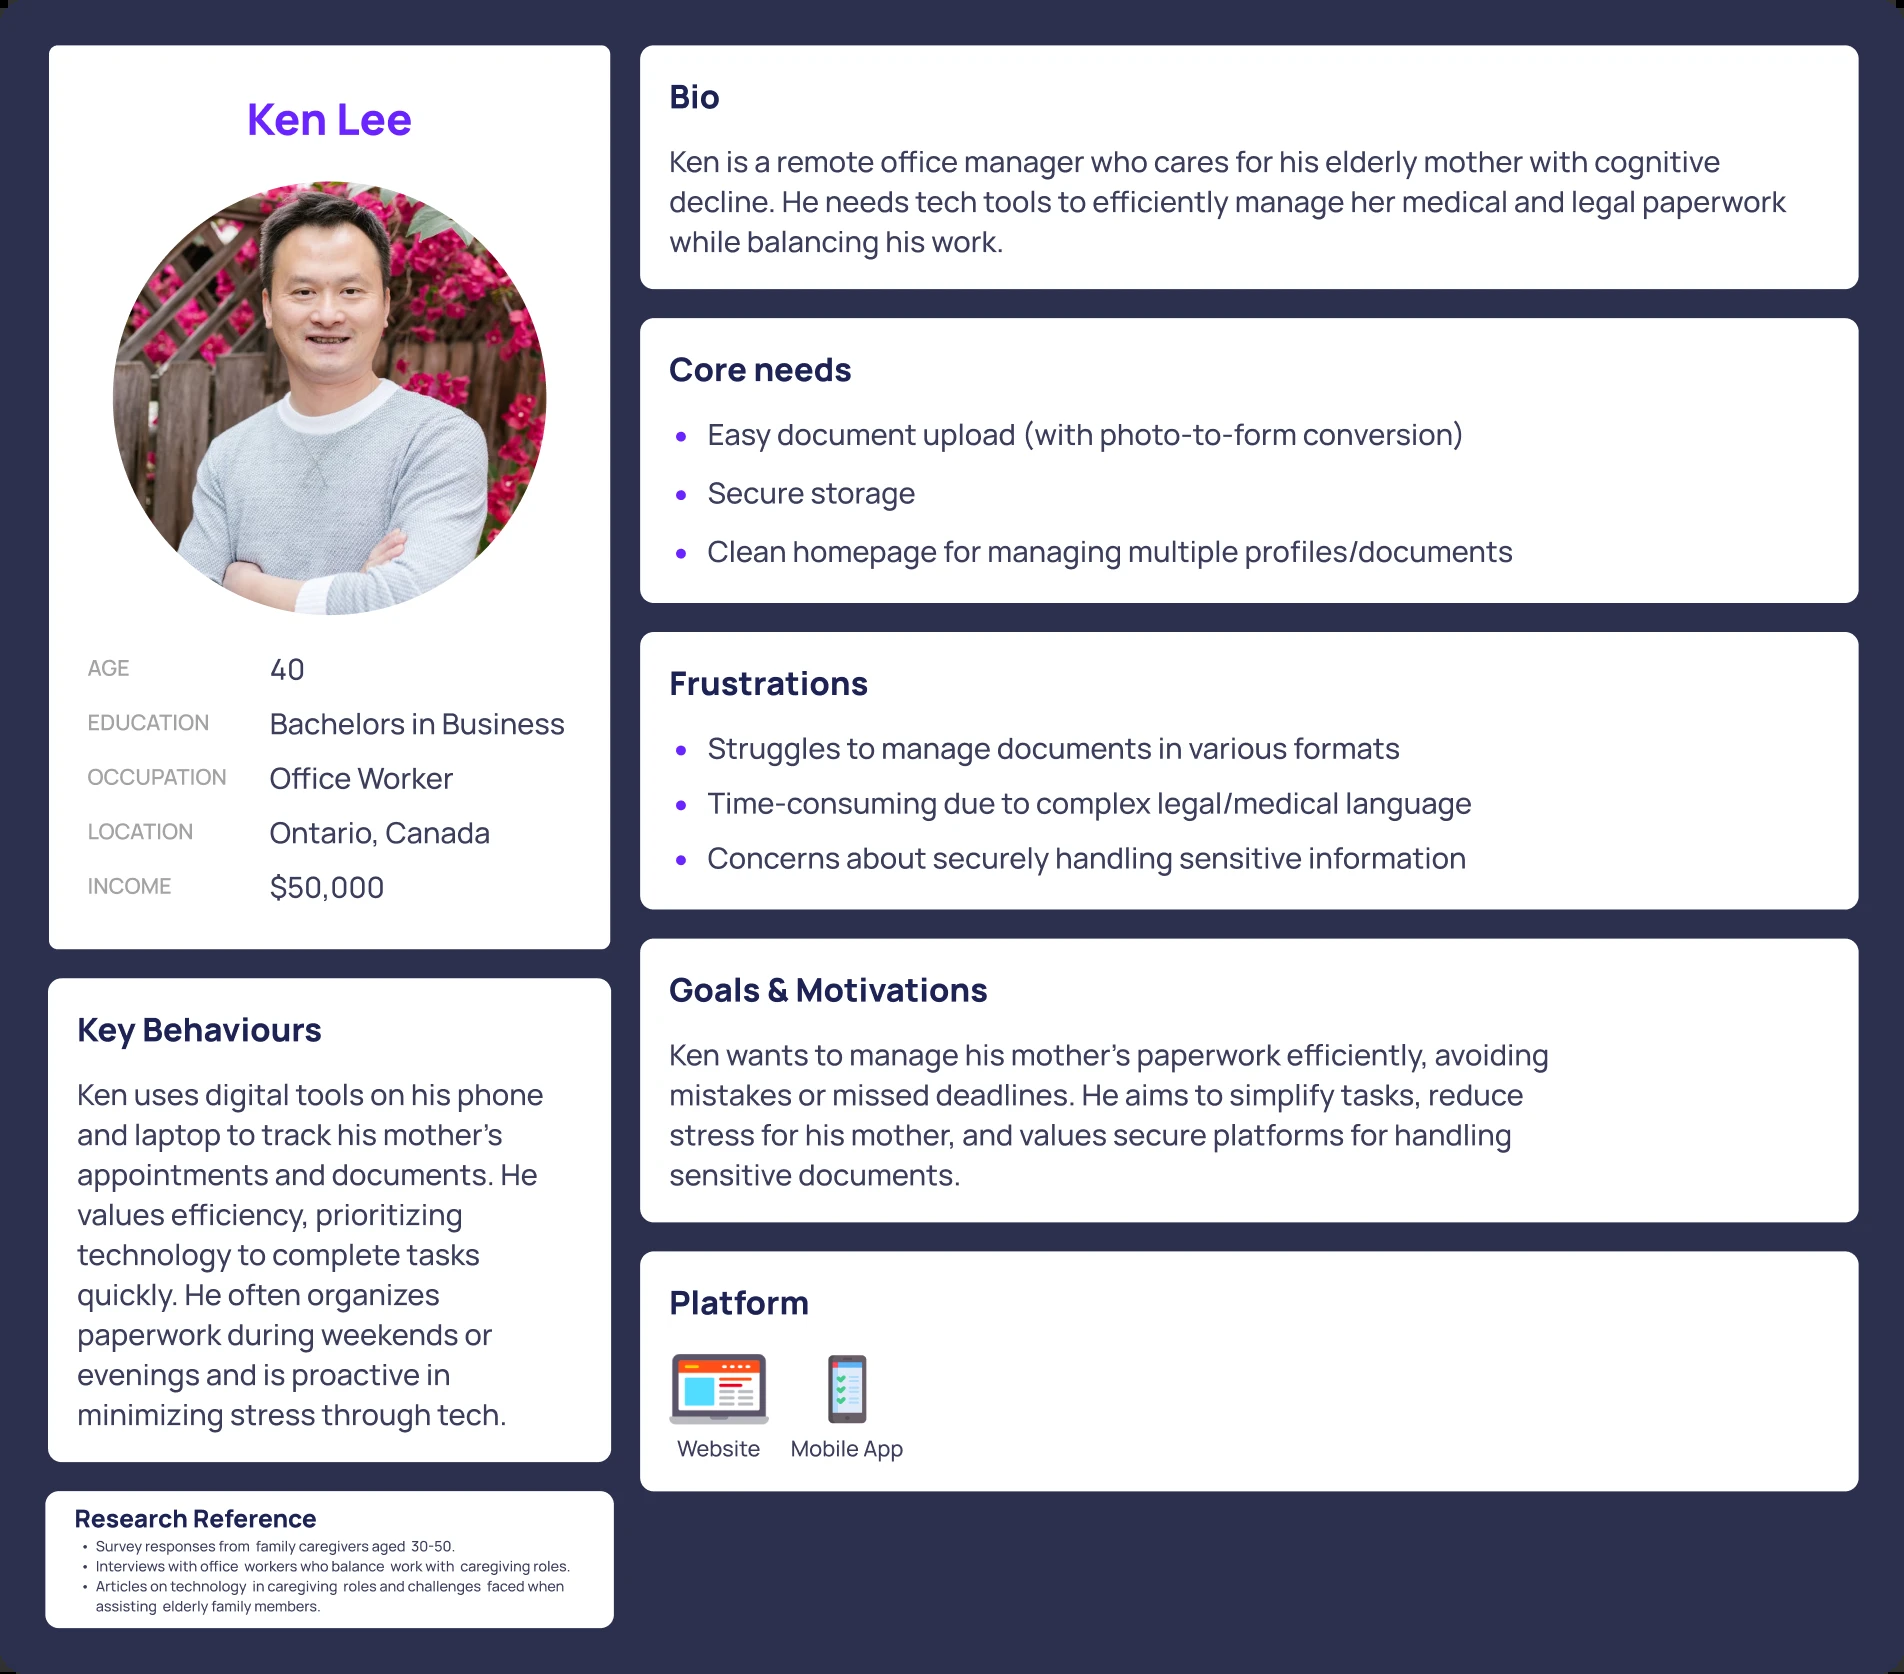 Ken Lee
AGE 40
EDUCATION Bachelors in Business
OCCUPATION Office Worker
LOCATION Ontario, Canada
INCOME $50,000
Key Behaviours
Ken uses digital tools on his phone
and laptop to track his mother’s
appointments and documents. He
values efficiency, prioritizing
technology to complete tasks
quickly. He often organizes
paperwork during weekends or
evenings and is proactive in
minimizing stress through tech.
Research Reference
• Survey responses from family caregivers aged 30-50.
• Interviews with office workers who balance work with caregiving roles.
• Articles on technology in caregiving roles and challenges faced when
assisting elderly family members.
Bio
Ken is a remote office manager who cares for his elderly mother with cognitive
decline. He needs tech tools to efficiently manage her medical and legal paperwork
while balancing his work.
Core needs
• Easy document upload (with photo-to-form conversion)
• Secure storage
• Clean homepage for managing multiple profiles/documents
Frustrations
• Struggles to manage documents in various formats
• Time-consuming due to complex legal/medical language
• Concerns about securely handling sensitive information
Goals & Motivations
Ken wants to manage his mother’s paperwork efficiently, avoiding
mistakes or missed deadlines. He aims to simplify tasks, reduce
stress for his mother, and values secure platforms for handling
sensitive documents.
Platform
Website Mobile App